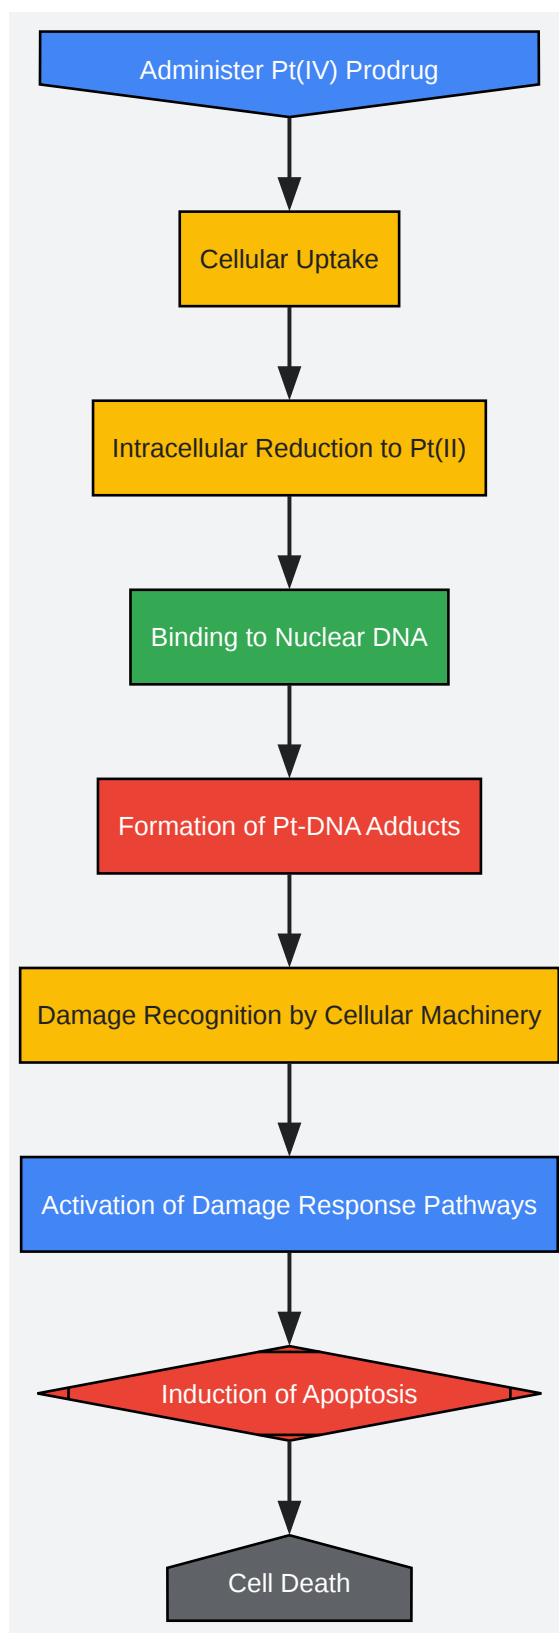 Administer Pt(IV) Prodrug
Cellular Uptake
Intracellular Reduction to Pt(II)
Binding to Nuclear DNA
Formation of Pt-DNA Adducts
Damage Recognition by Cellular Machinery
Activation of Damage Response Pathways
Induction of Apoptosis
Cell Death